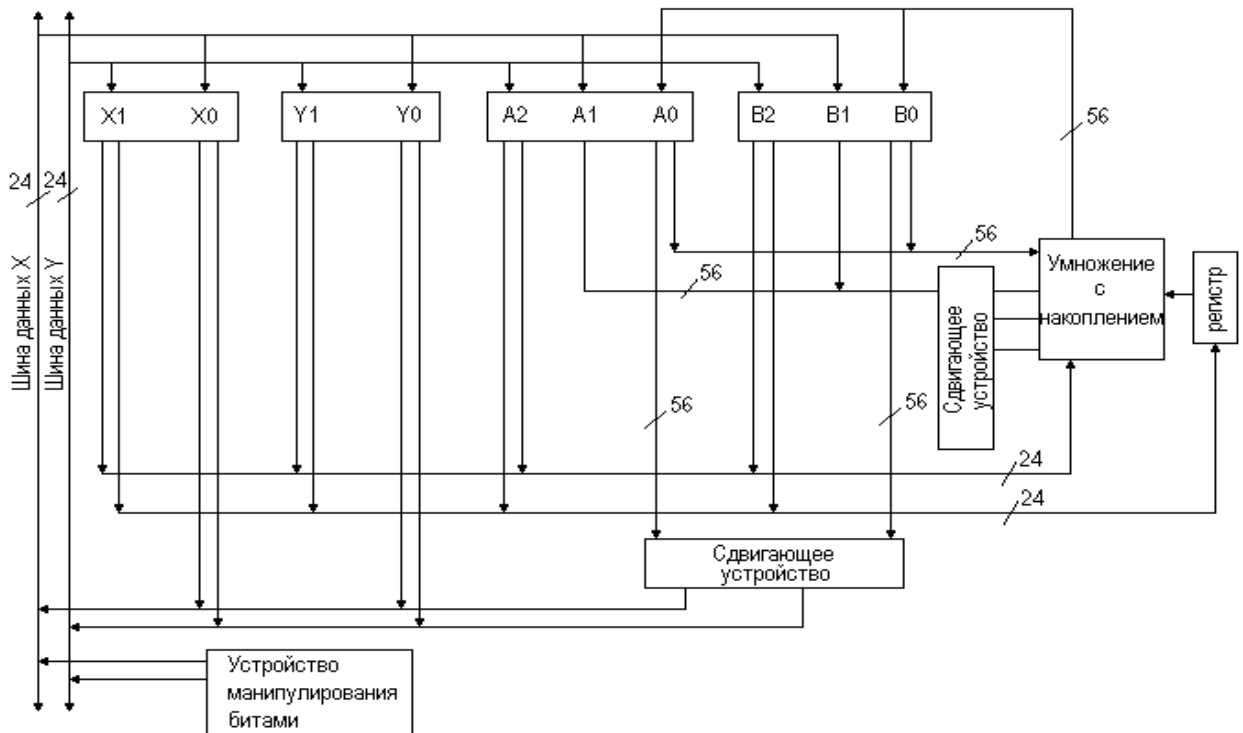 56
X1 X0 Y1 Y0 A2 A1 A0 B2 B1 B0
24 24
Шина данных X
Шина данных Y
56
56
Умножение
с
накоплением
регистр
Сдвигающее
устройство
56
56
24
24
Сдвигающее
устройство
Устройство
манипулирования
битами